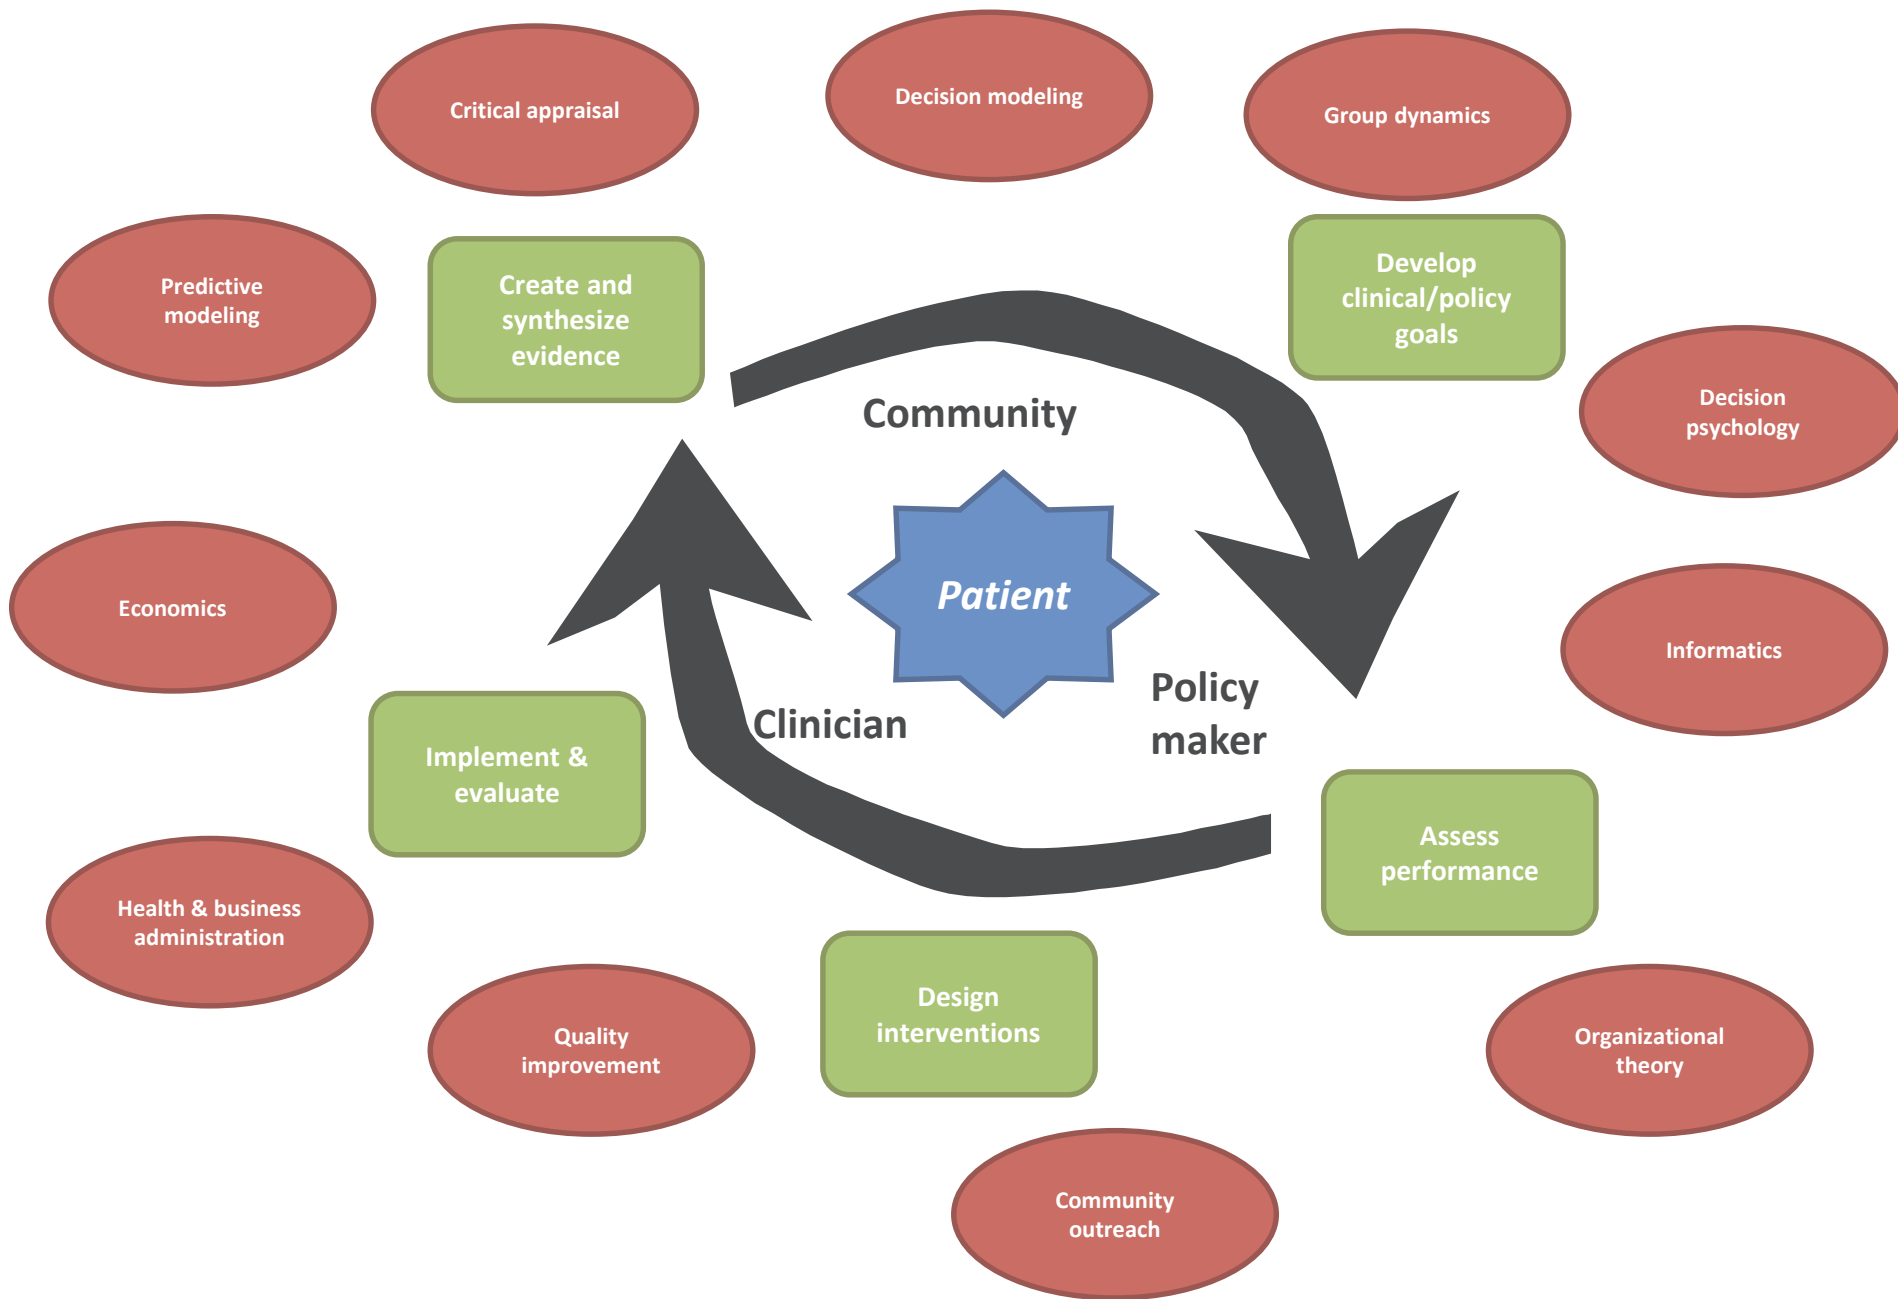 Critical appraisal
Decision modeling
Group dynamics
Predictive
modeling
Create and
synthesize
evidence
Develop
clinical/policy
goals
Decision
psychology
Community
Patient
Economics
Informatics
Policy
maker
Clinician
Implement &
evaluate
Assess
performance
Health & business
administration
Quality
improvement
Design
interventions
Organizational
theory
Community
outreach